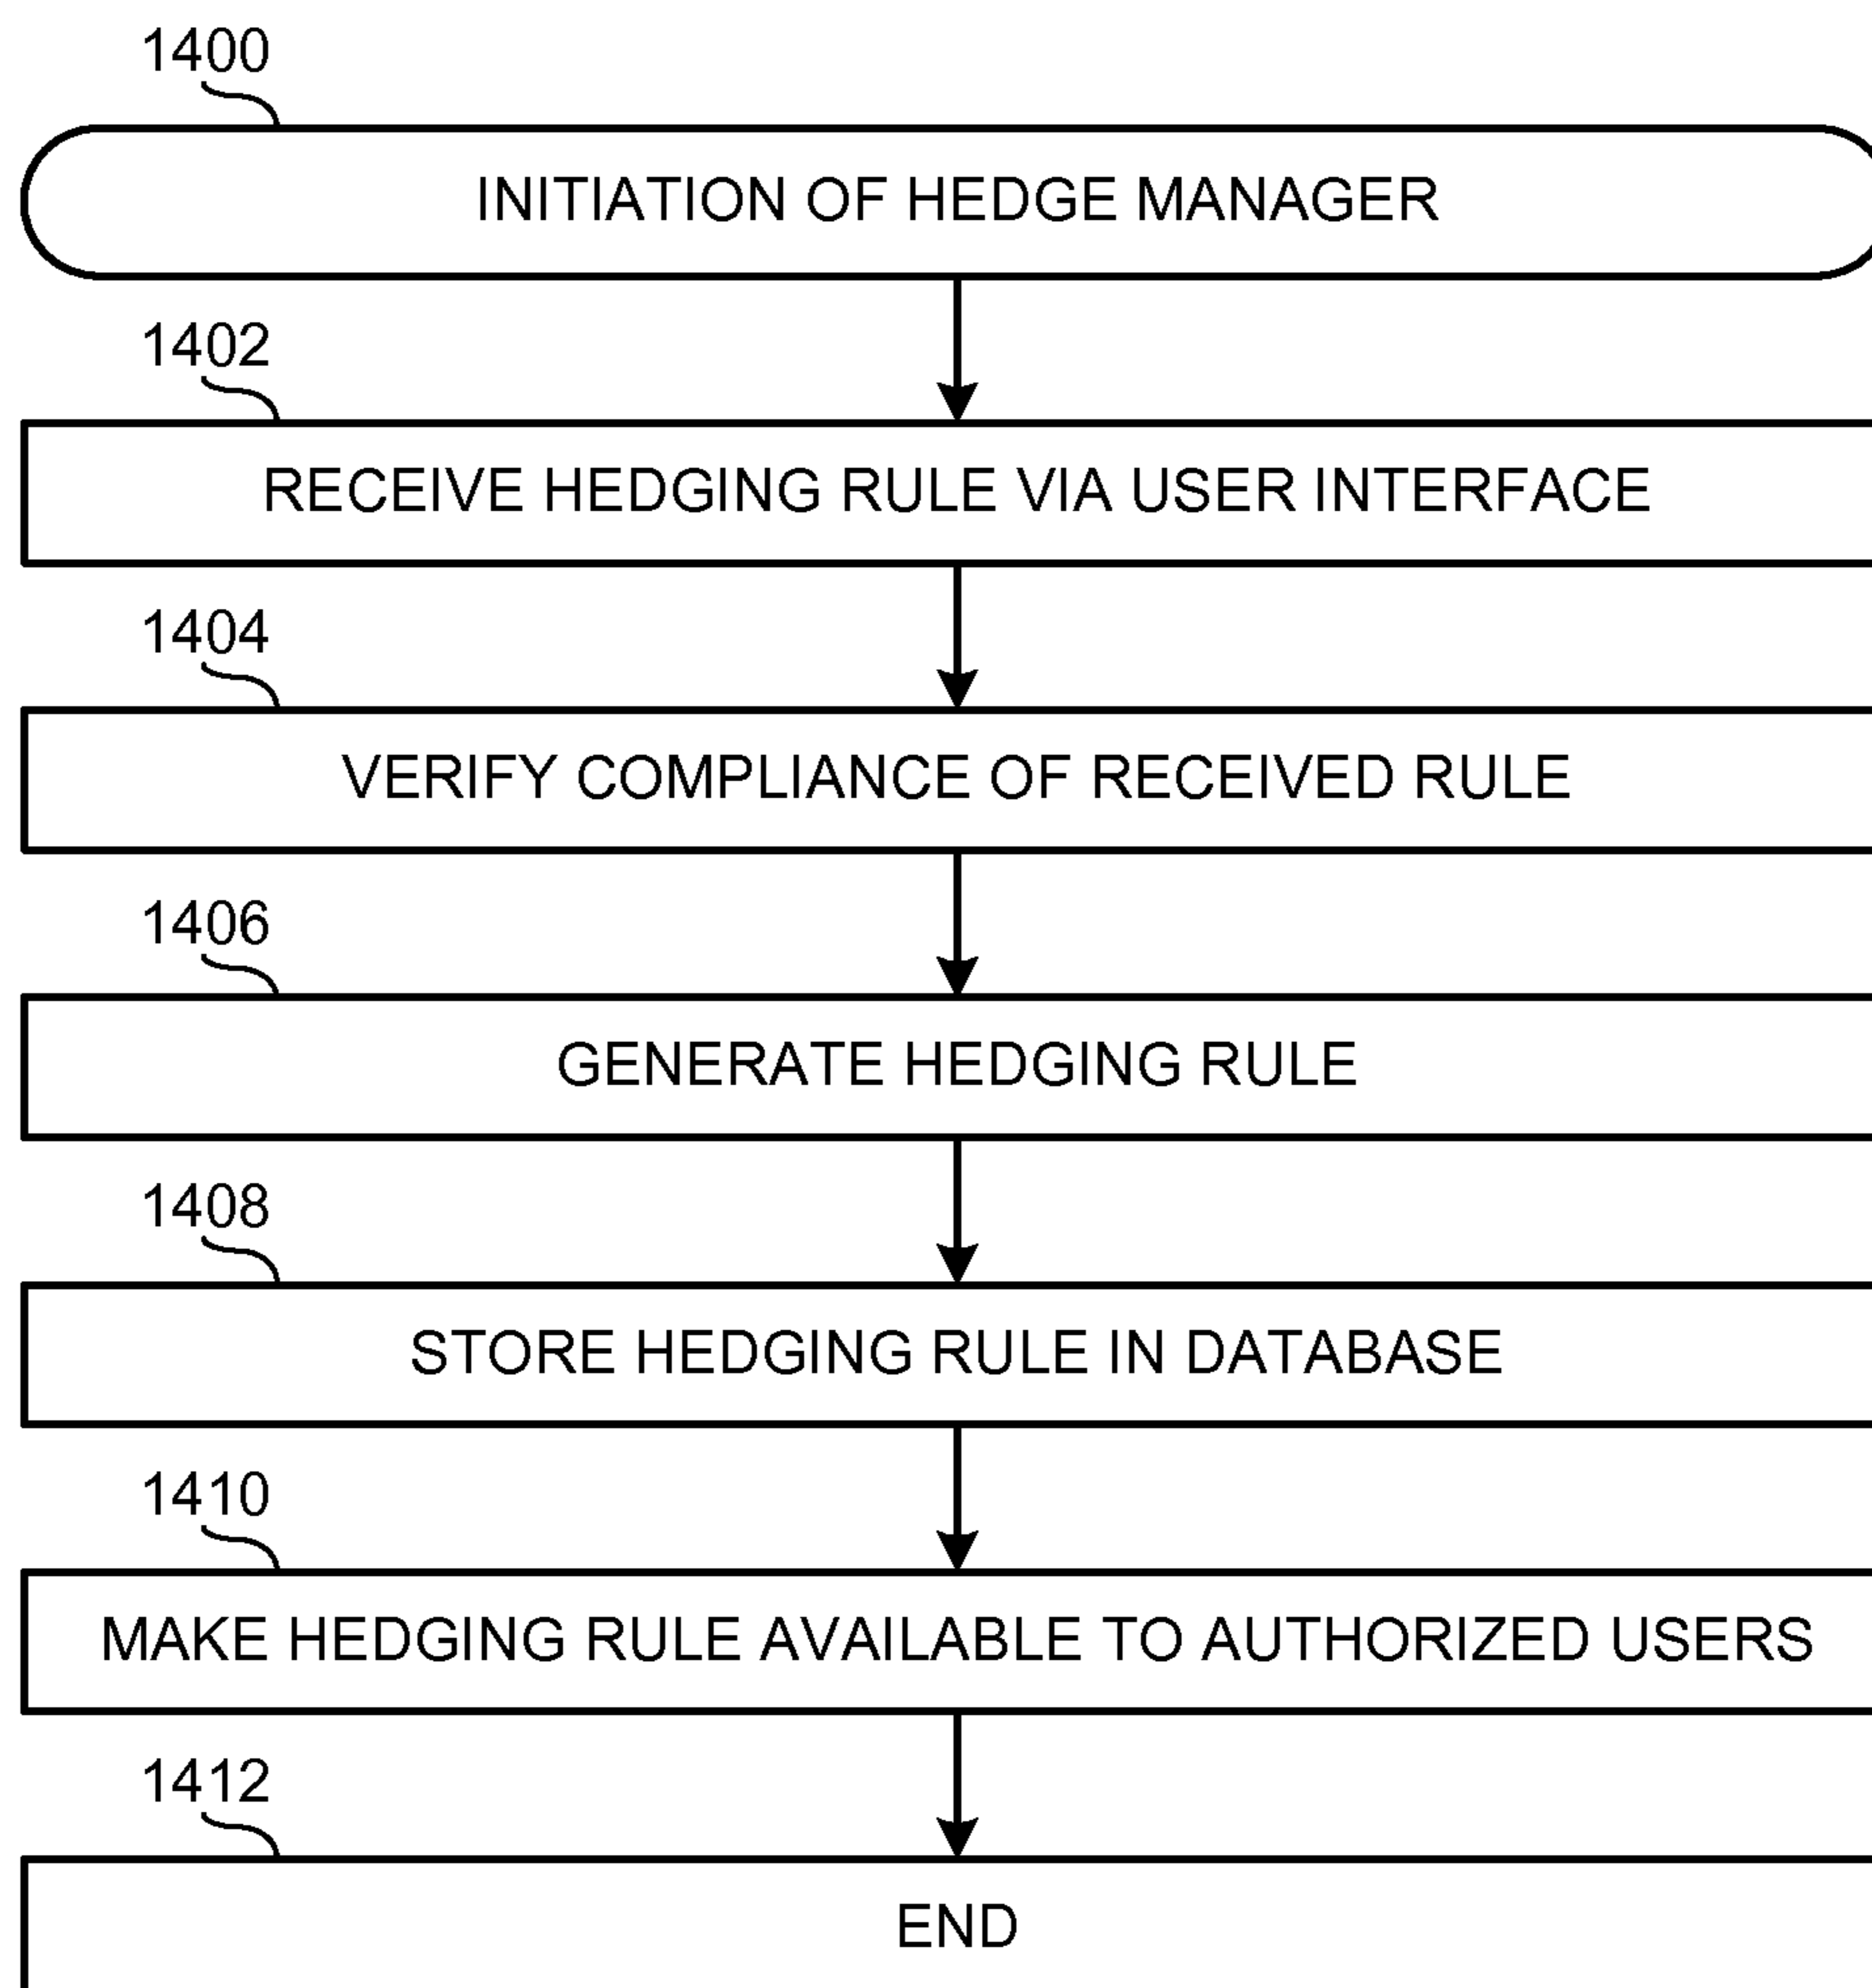 1400
INITIATION OF HEDGE MANAGER
1402
RECEIVE HEDGING RULE VIA USER INTERFACE
1404
VERIFY COMPLIANCE OF RECEIVED RULE
1406
GENERATE HEDGING RULE
1408
STORE HEDGING RULE IN DATABASE
1410
MAKE HEDGING RULE AVAILABLE TO AUTHORIZED USERS
1412
END